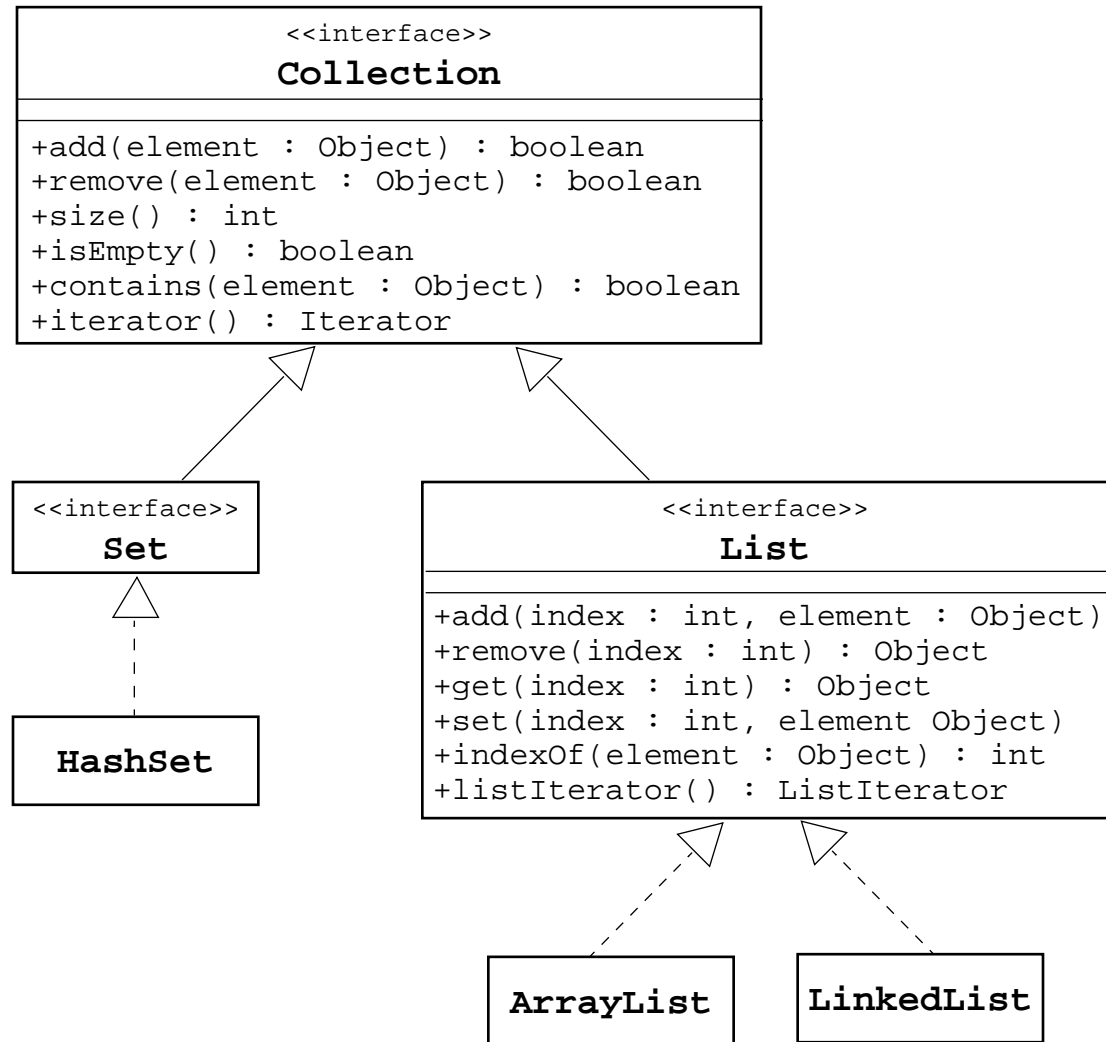 <<interface>>
Collection
+add(element : Object) : boolean
+remove(element : Object) : boolean
+size() : int
+isEmpty() : boolean
+contains(element : Object) : boolean
+iterator() : Iterator
<<interface>>
Set
<<interface>>
List
+add(index : int, element : Object)
+remove(index : int) : Object
+get(index : int) : Object
+set(index : int, element Object)
+indexOf(element : Object) : int
+listIterator() : ListIterator
HashSet
ArrayList
LinkedList